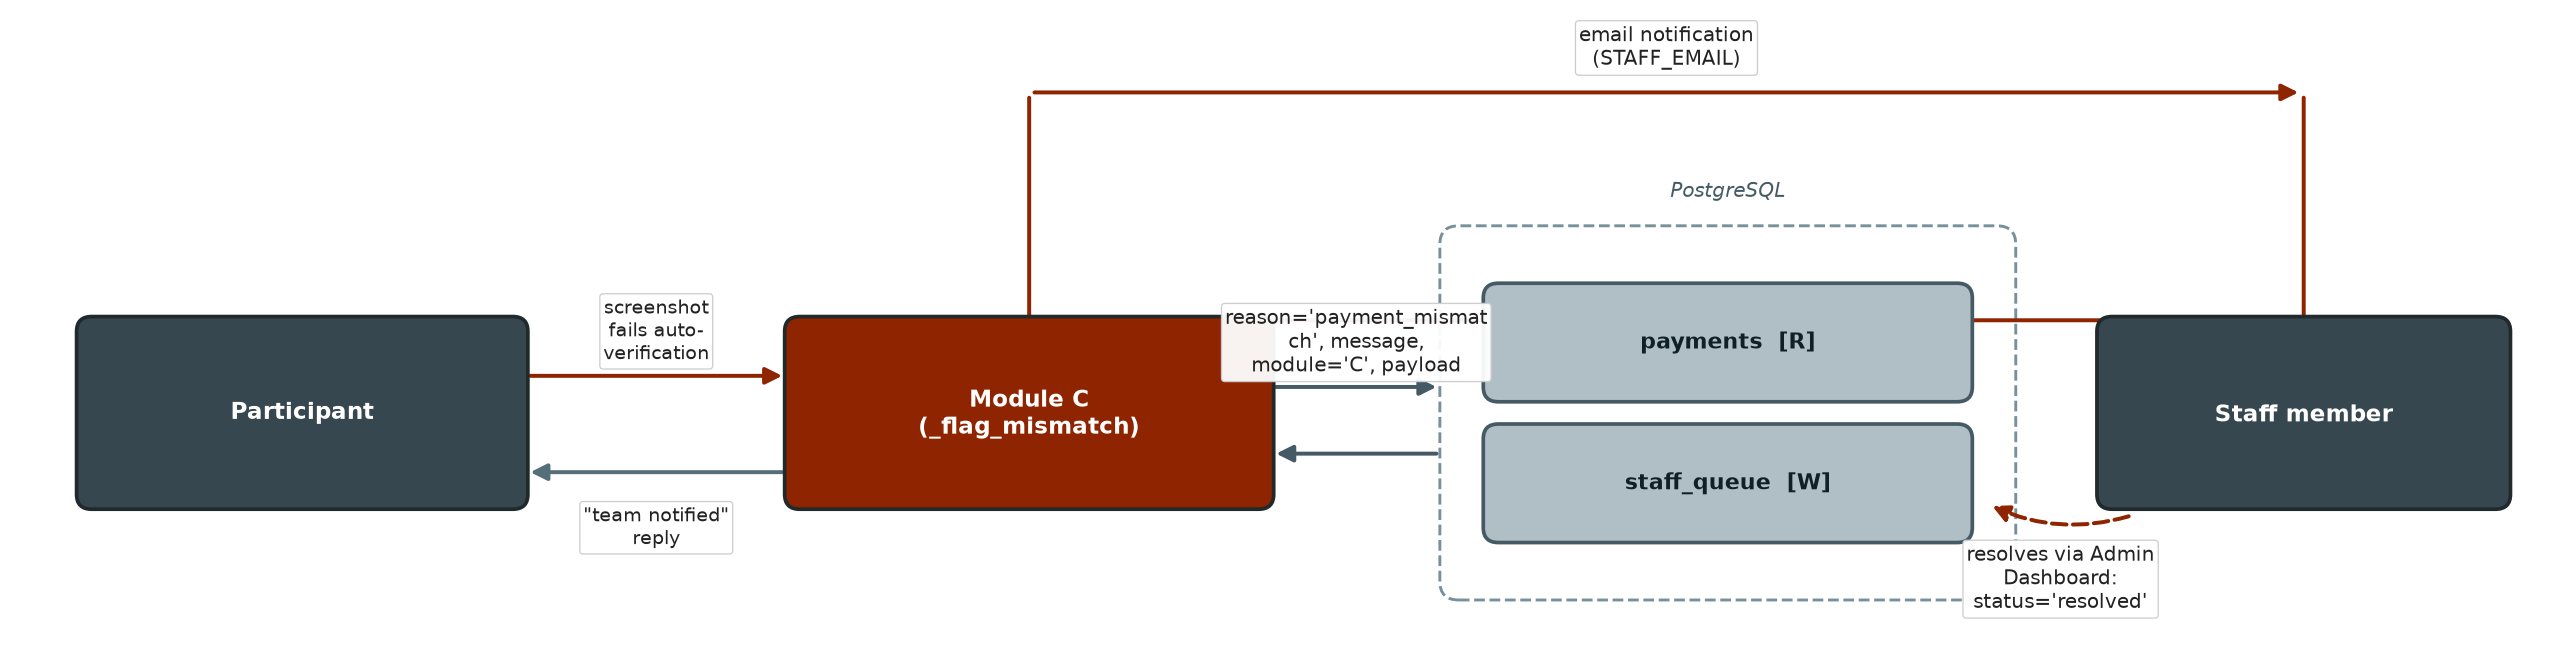 email notification
(STAFF_EMAIL)
PostgreSQL
screenshot
fails auto-
verification
reason='payment_mismat
ch', message,
module='C', payload
payments  [R]
Participant
Module C
(_flag_mismatch)
Staff member
staff_queue  [W]
"team notified"
reply
resolves via Admin
Dashboard:
status='resolved'